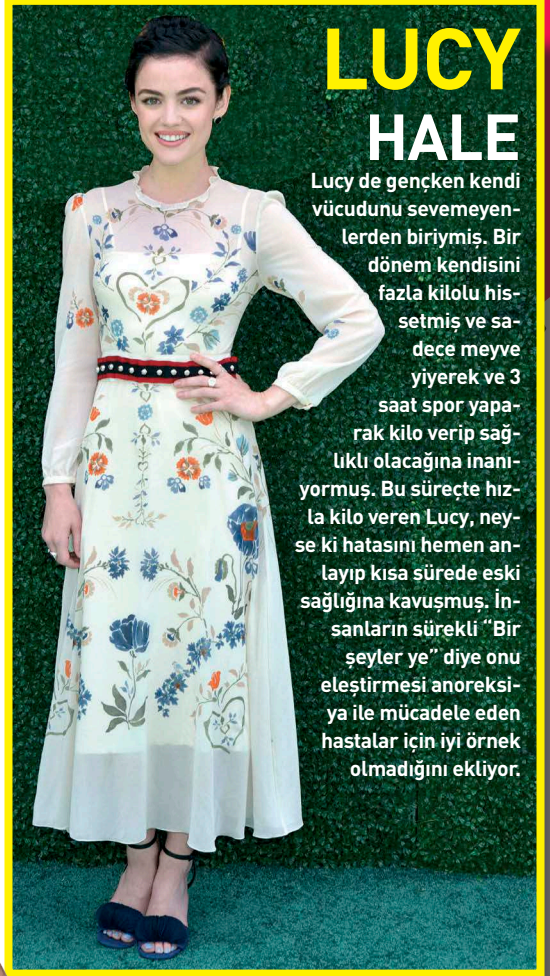 LUCY
HALE
Lucy de gençken kendi
vücudunu sevemeyen-
lerden biriymiş. Bir
dönem kendisini
fazla kilolu his-
setmiş ve sa-
dece meyve
yiyerek ve 3
saat spor yapa-
rak kilo verip sağ-
lıklı olacağına inanı-
yormuş. Bu süreçte hız-
la kilo veren Lucy, ney-
se ki hatasını hemen an-
layıp kısa sürede eski
sağlığına kavuşmuş. İn-
sanların sürekli “Bir
şeyler ye” diye onu
eleştirmesi anoreksi-
ya ile mücadele eden
hastalar için iyi örnek
olmadığını ekliyor.